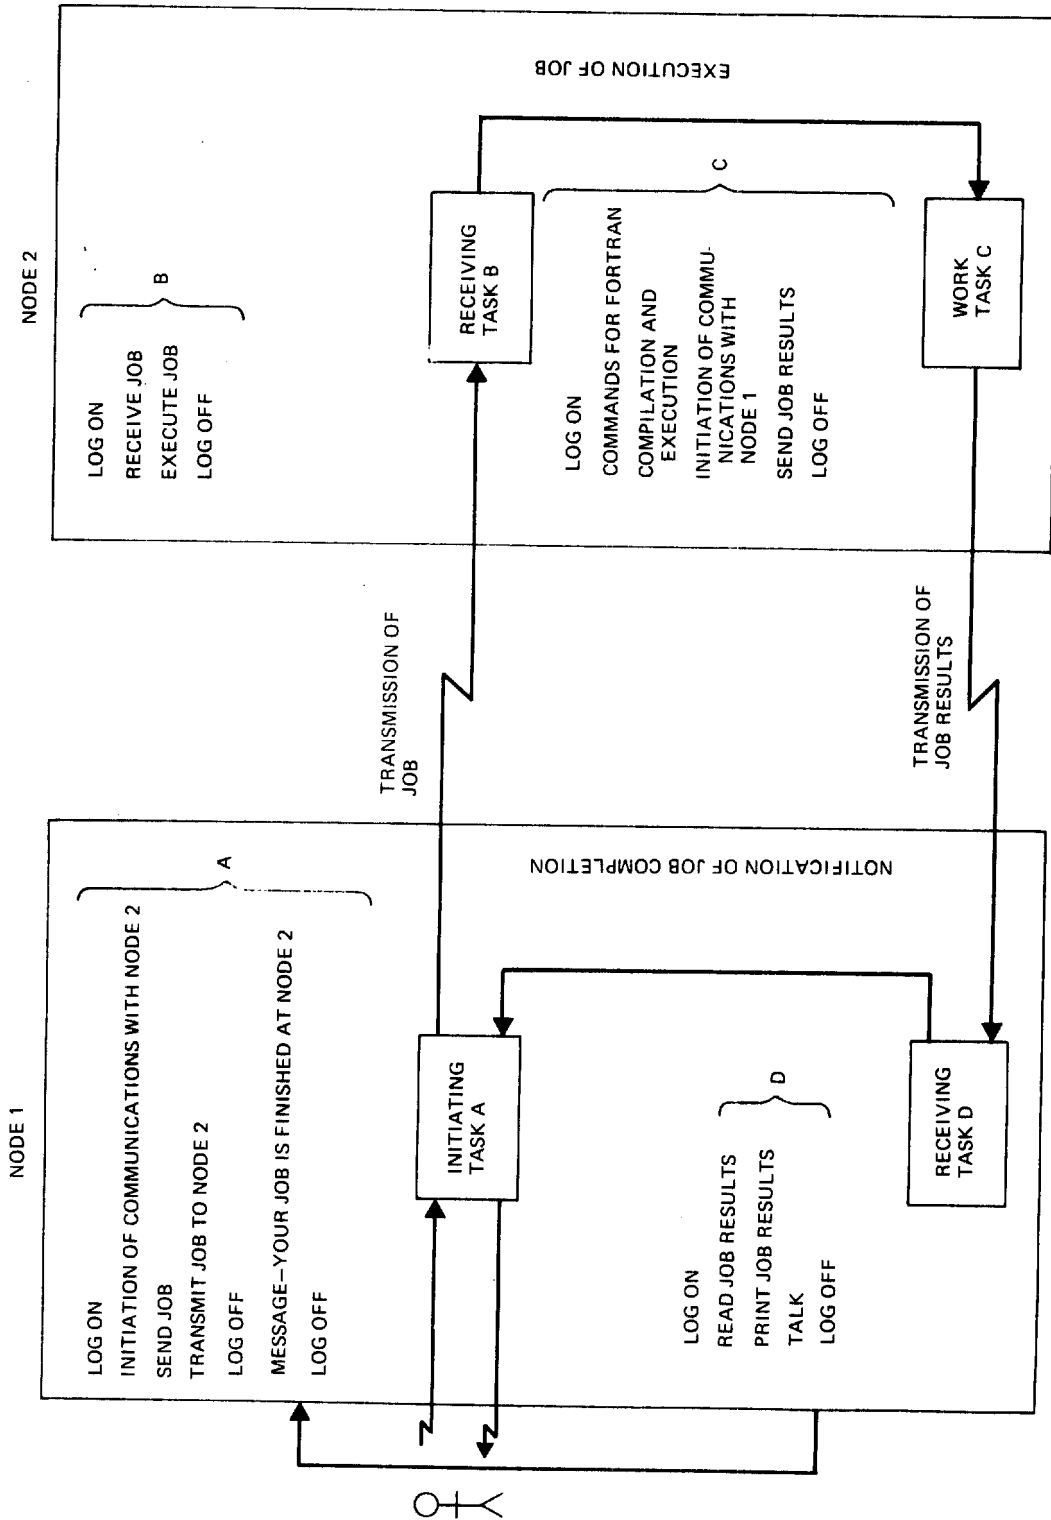 NODE 1
LOG ON
INITIATION OF COMMUNICATIONS WITH NODE 2
SEND JOB
TRANSMIT JOB TO NODE 2
LOG OFF
MESSAGE—YOUR JOB IS FINISHED AT NODE 2
LOG OFF
A
INITIATING
TASK A
NOTIFICATION OF JOB COMPLETION
LOG ON
READ JOB RESULTS
PRINT JOB RESULTS
TALK
LOG OFF
D
RECEIVING
TASK D
TRANSMISSION OF
JOB
TRANSMISSION OF
JOB RESULTS
NODE 2
LOG ON
RECEIVE JOB
EXECUTE JOB
LOG OFF
B
RECEIVING
TASK B
EXECUTION OF JOB
LOG ON
COMMANDS FOR FORTRAN
COMPILATION AND
EXECUTION
INITIATION OF COMMU-
NICATIONS WITH
NODE 1
SEND JOB RESULTS
LOG OFF
C
WORK
TASK C